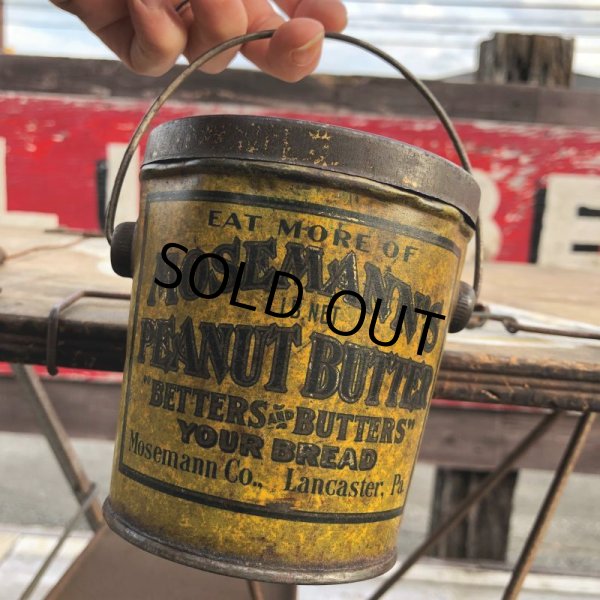 EAT MORE OF
MOSEMANN'S
PEANUT BUTTER
"BETTERS AND BUTTERS"
YOUR BREAD
Mosemann Co., Lancaster, Pa.
SOLD OUT